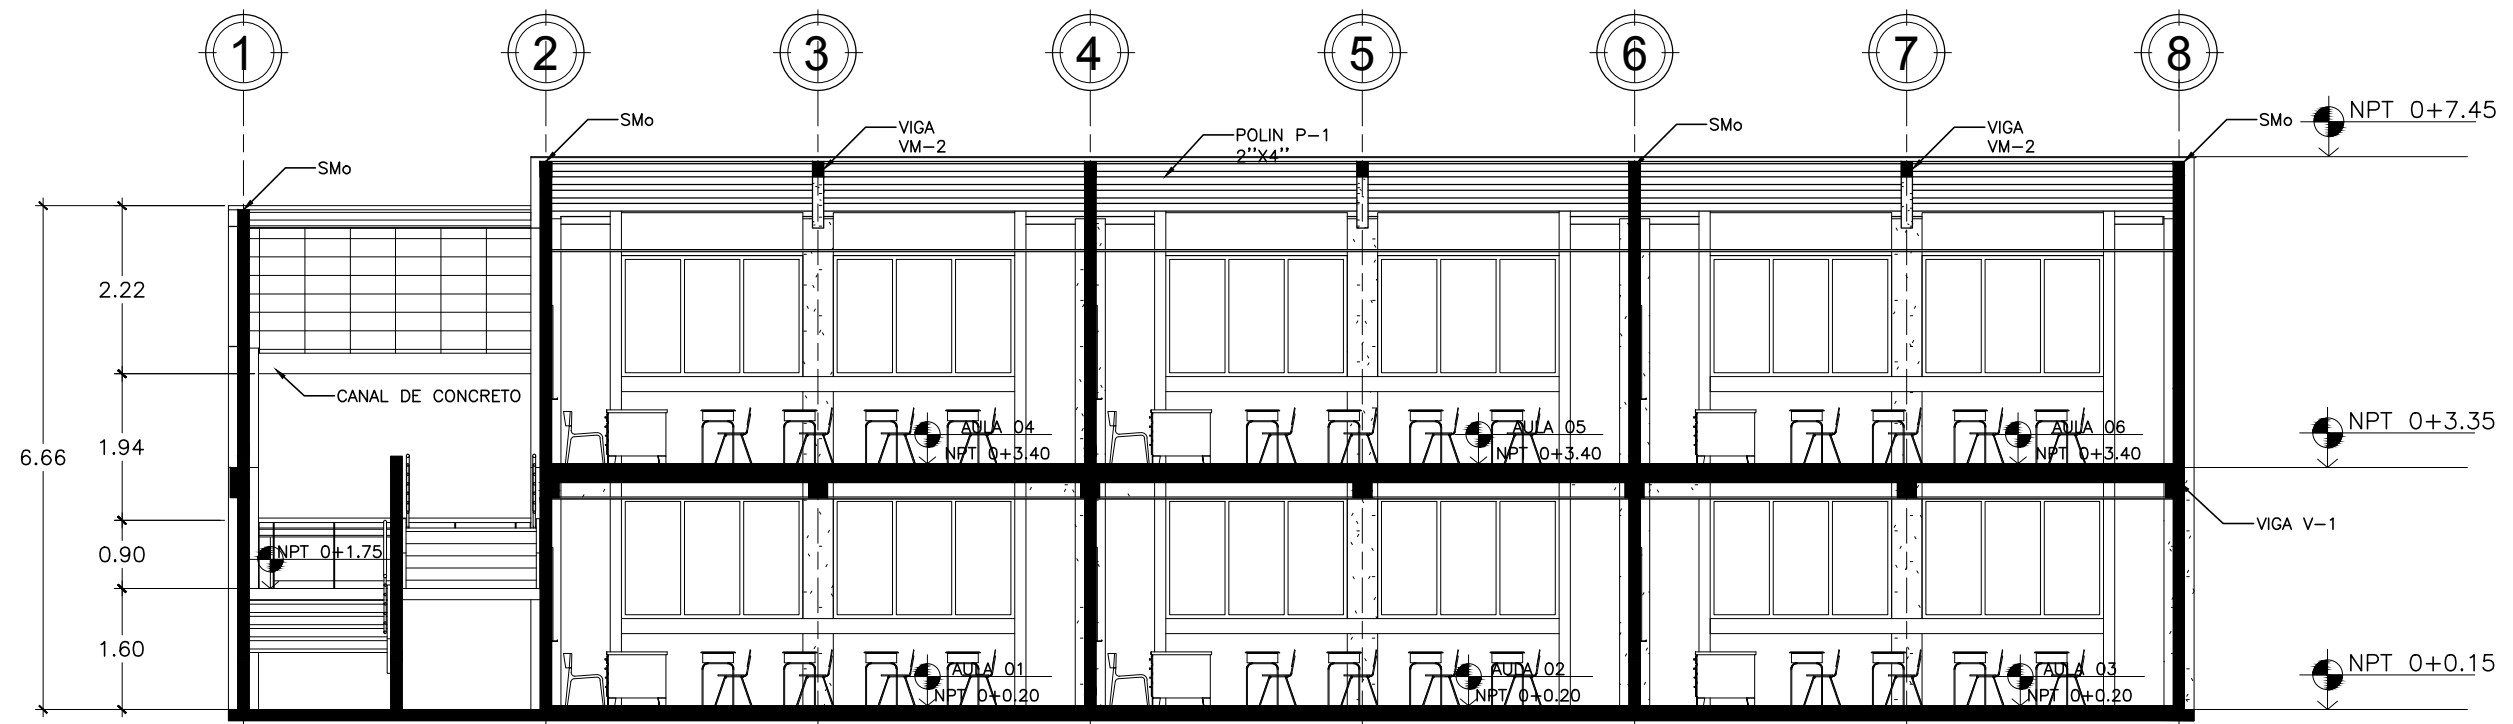 1 2 3 4 5 6 7 8
NPT 0+7.45
SMo
SMo
VIGA
VM-2
POLIN P-1
2''X4''
SMo
VIGA
VM-2
SMo
2.22
CANAL DE CONCRETO
1.94
6.66
AULA 04
NPT 0+3.40
AULA 05
NPT 0+3.40
AULA 06
NPT 0+3.40
NPT 0+3.35
VIGA V-1
0.90
NPT 0+1.75
1.60
AULA 01
NPT 0+0.20
AULA 02
NPT 0+0.20
AULA 03
NPT 0+0.20
NPT 0+0.15